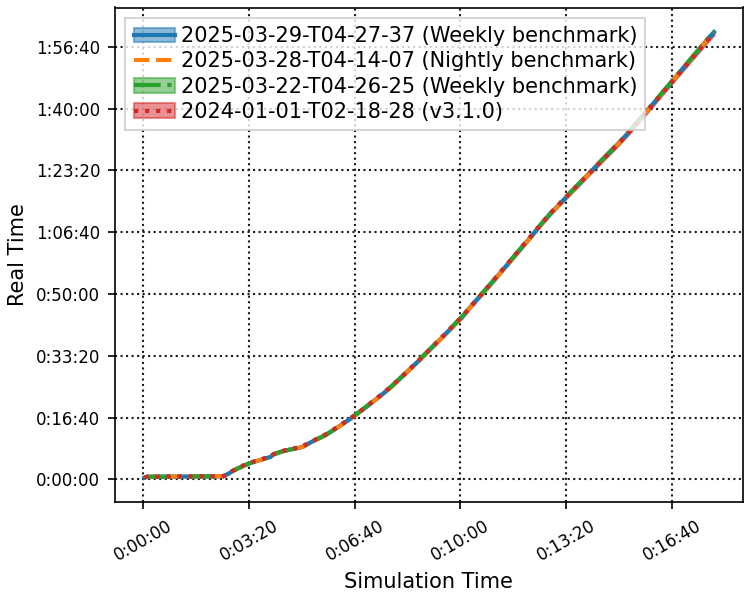 2025-03-29-T04-27-37 (Weekly benchmark)
2025-03-28-T04-14-07 (Nightly benchmark)
2025-03-22-T04-26-25 (Weekly benchmark)
2024-01-01-T02-18-28 (v3.1.0)
Real Time
1:56:40
1:40:00
1:23:20
1:06:40
0:50:00
0:33:20
0:16:40
0:00:00
0:00:00
0:03:20
0:06:40
0:10:00
0:13:20
0:16:40
Simulation Time